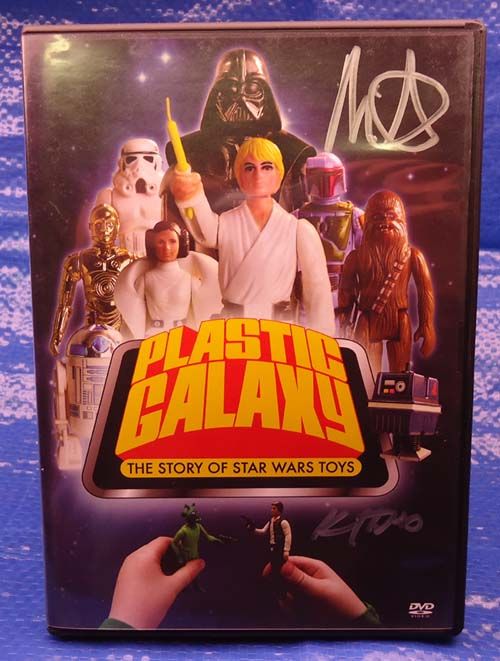 PLASTIC
GALAXY
THE STORY OF STAR WARS TOYS
DVD
VIDEO